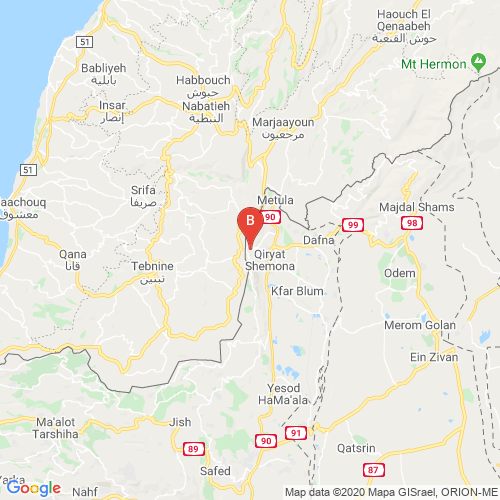 Haouch El
Qenaabeh
حوش القنعبة
51
Babliyeh
بابلية
Mt Hermon
Habbouch
حبوش
Insar
إنصار
Nabatieh
النبطية
Marjaayoun
مرجعيون
51
Srifa
صريفا
Metula
aachouq
معشوق
90
B
Majdal Shams
98
99
Dafna
Qana
قانا
Qiryat
Shemona
Tebnine
تبنين
Odem
Kfar Blum
Merom Golan
Ein Zivan
Yesod
HaMa'ala
Ma'alot
Tarshiha
Jish
91
90
89
Qatsrin
Safed
87
Yarka
Nahf
Google
Map data ©2020 Mapa GISrael, ORION-ME